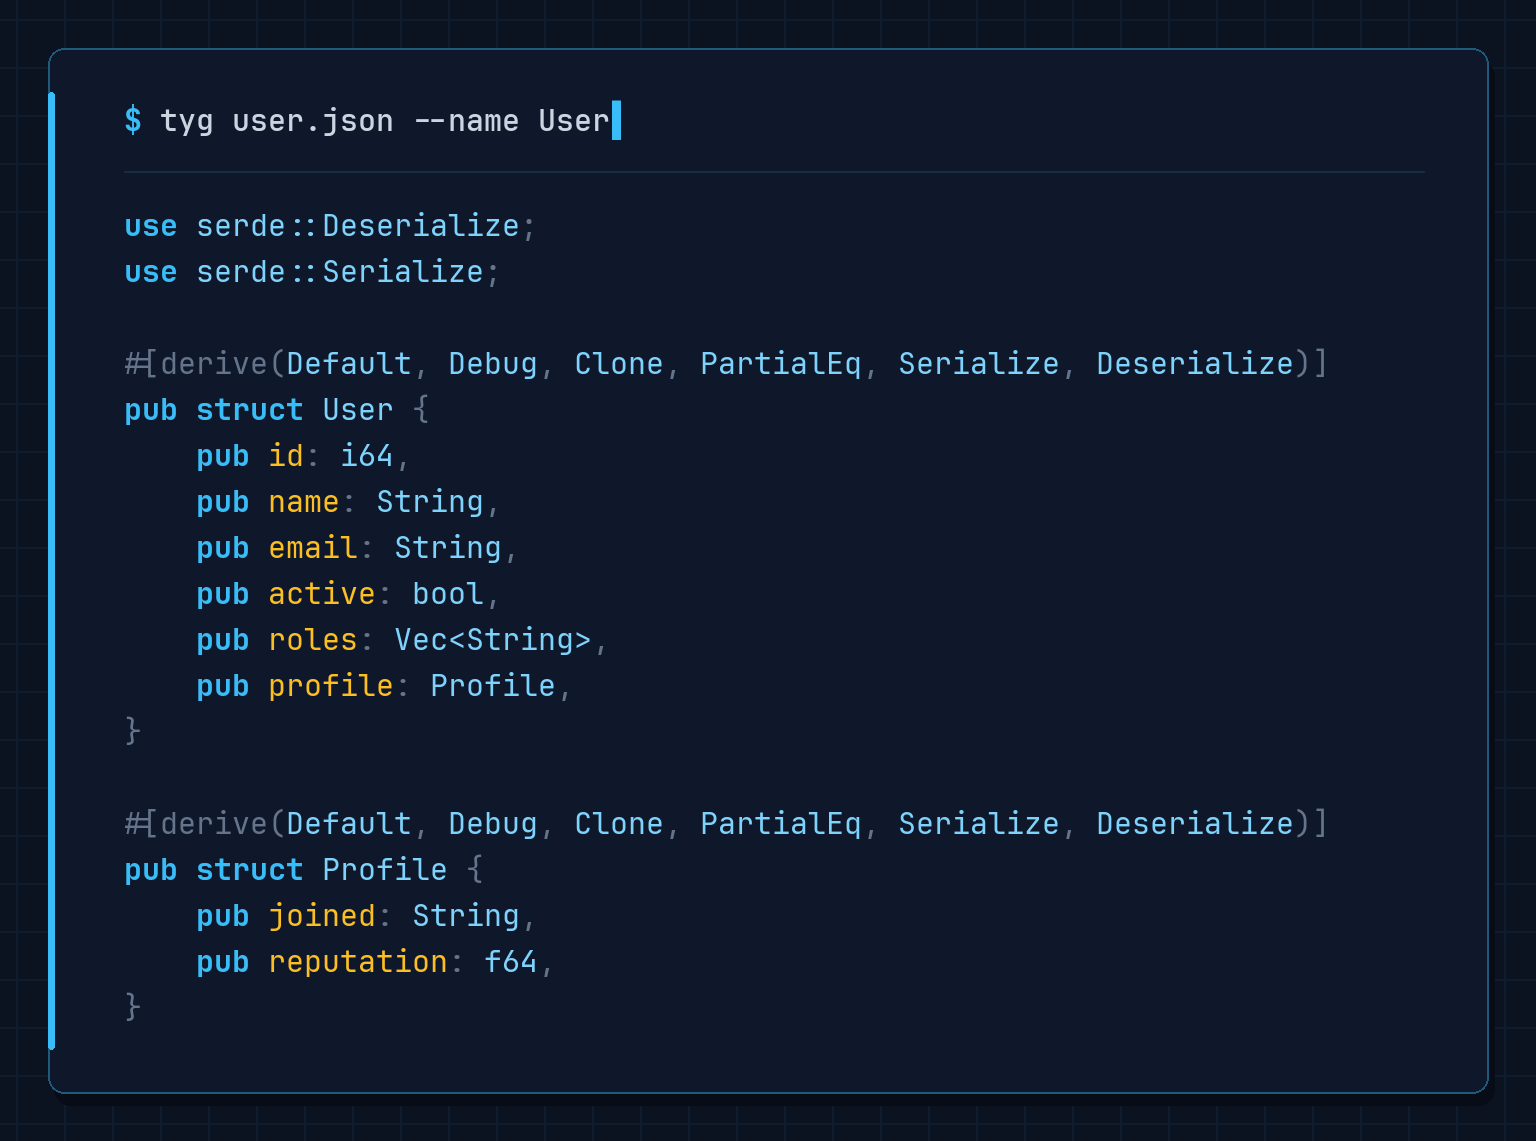 $ tyg user.json --name User
use serde::Deserialize;
use serde::Serialize;
#[derive(Default, Debug, Clone, PartialEq, Serialize, Deserialize)]
pub struct User {
    pub id: i64,
    pub name: String,
    pub email: String,
    pub active: bool,
    pub roles: Vec<String>,
    pub profile: Profile,
}
#[derive(Default, Debug, Clone, PartialEq, Serialize, Deserialize)]
pub struct Profile {
    pub joined: String,
    pub reputation: f64,
}